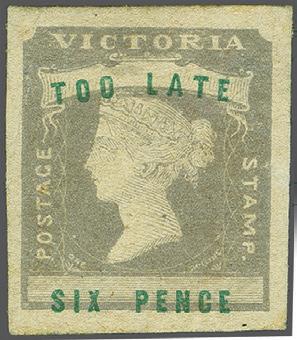 VICTORIA
TOO LATE
POSTAGE
STAMP.
SIX PENCE